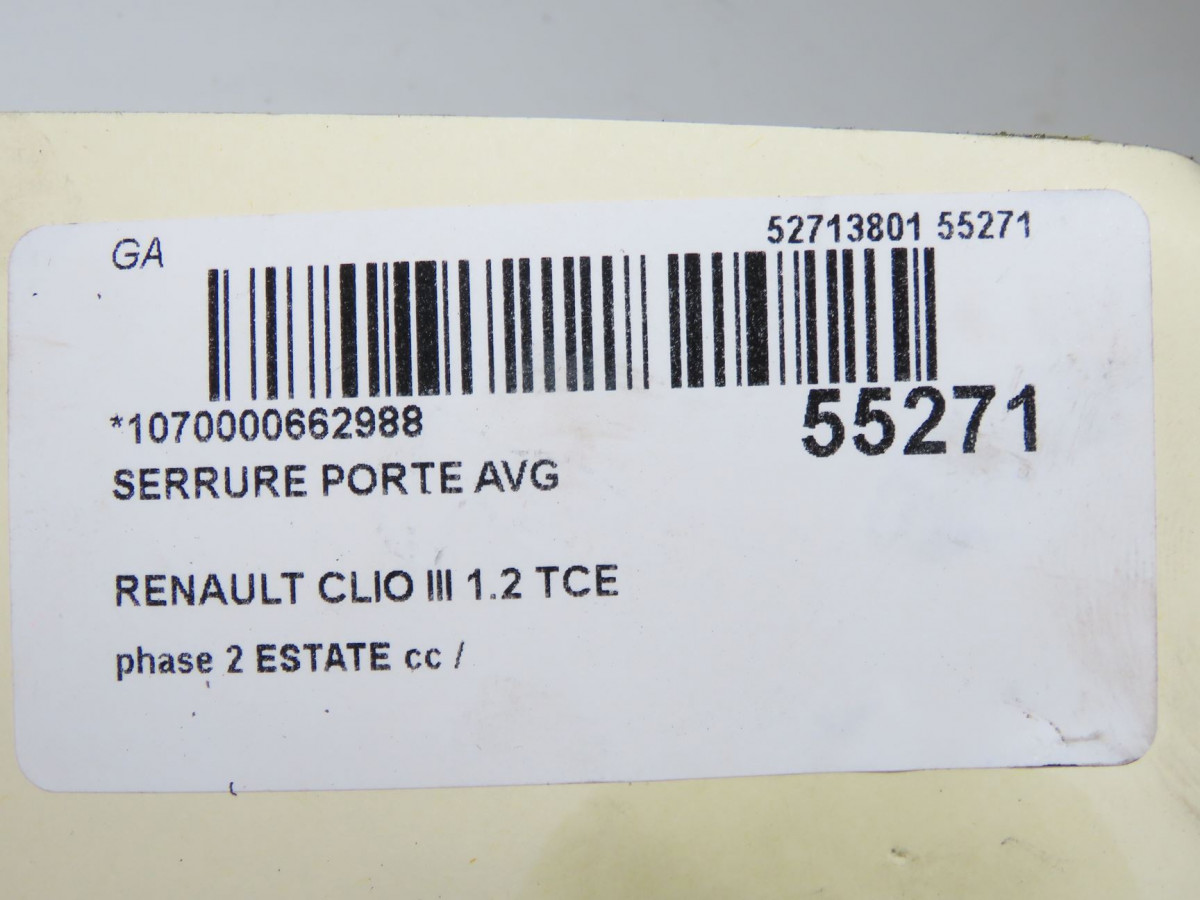 GA 52713801 55271
*1070000662988 55271
SERRURE PORTE AVG
RENAULT CLIO III 1.2 TCE
phase 2 ESTATE cc /